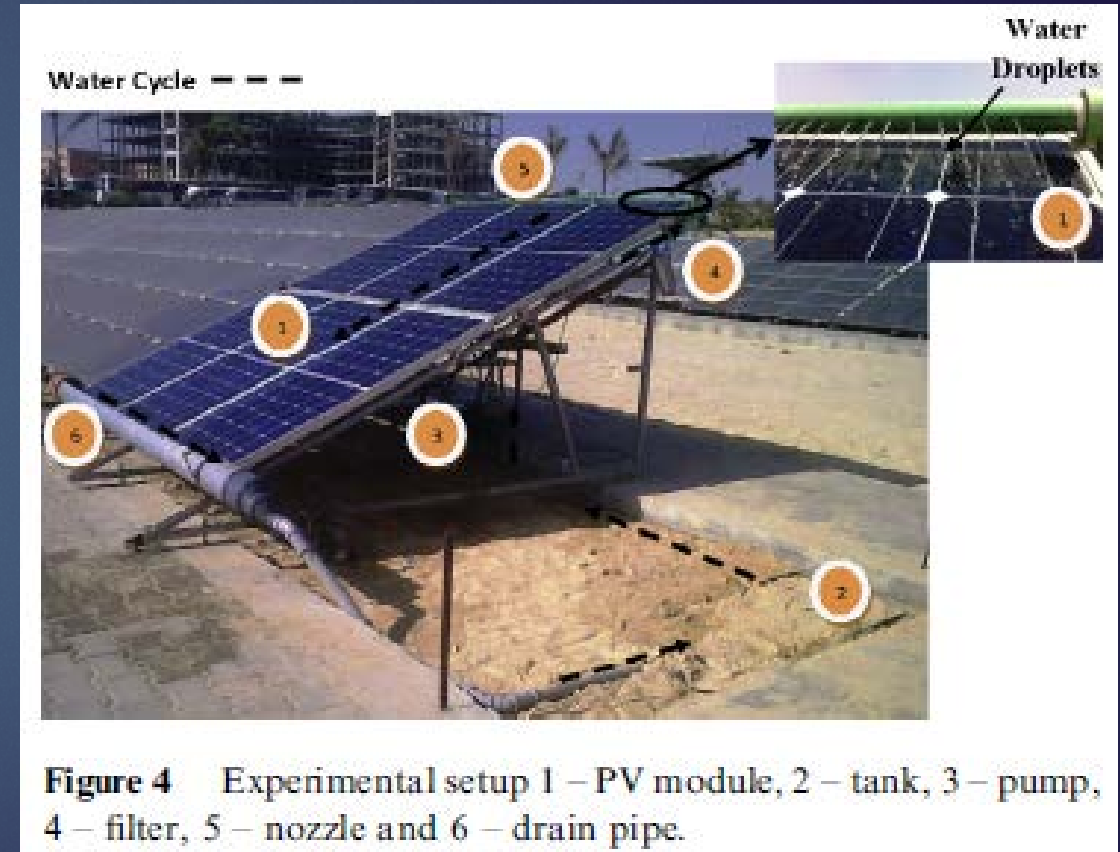 Water
Droplets
Water Cycle
5
1
4
1
6
3
2
Figure 4 Experimental setup 1 – PV module, 2 – tank, 3 – pump,
4 – filter, 5 – nozzle and 6 – drain pipe.